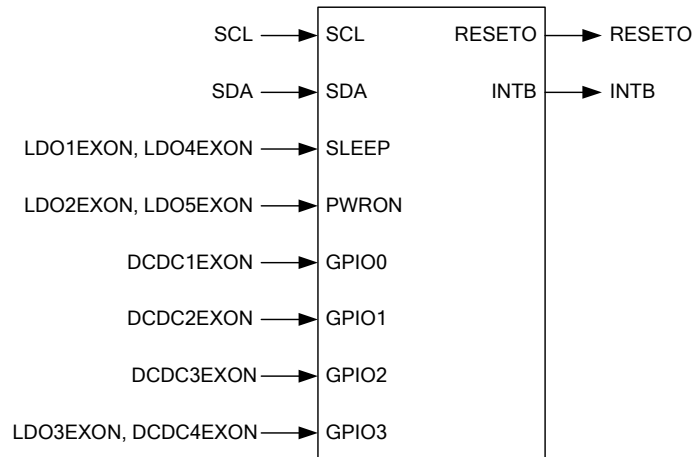 SCL SCL RESETO RESETO
SDA SDA INTB INTB
LDO1EXON, LDO4EXON SLEEP
LDO2EXON, LDO5EXON PWRON
DCDC1EXON GPIO0
DCDC2EXON GPIO1
DCDC3EXON GPIO2
LDO3EXON, DCDC4EXON GPIO3